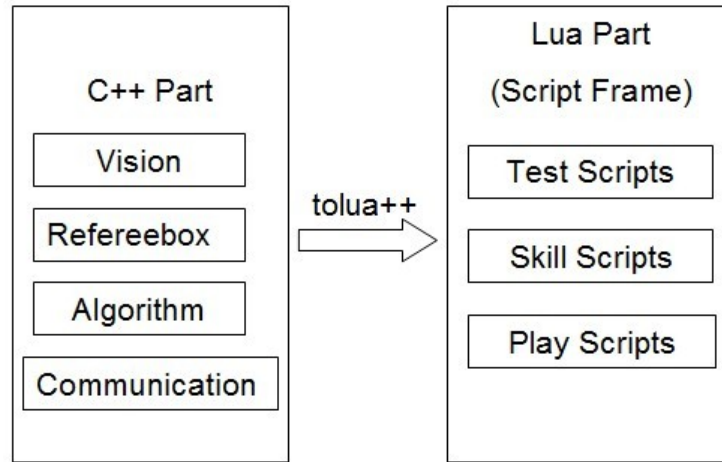 C++ Part
Vision
Refereebox
Algorithm
Communication
tolua++
Lua Part
(Script Frame)
Test Scripts
Skill Scripts
Play Scripts